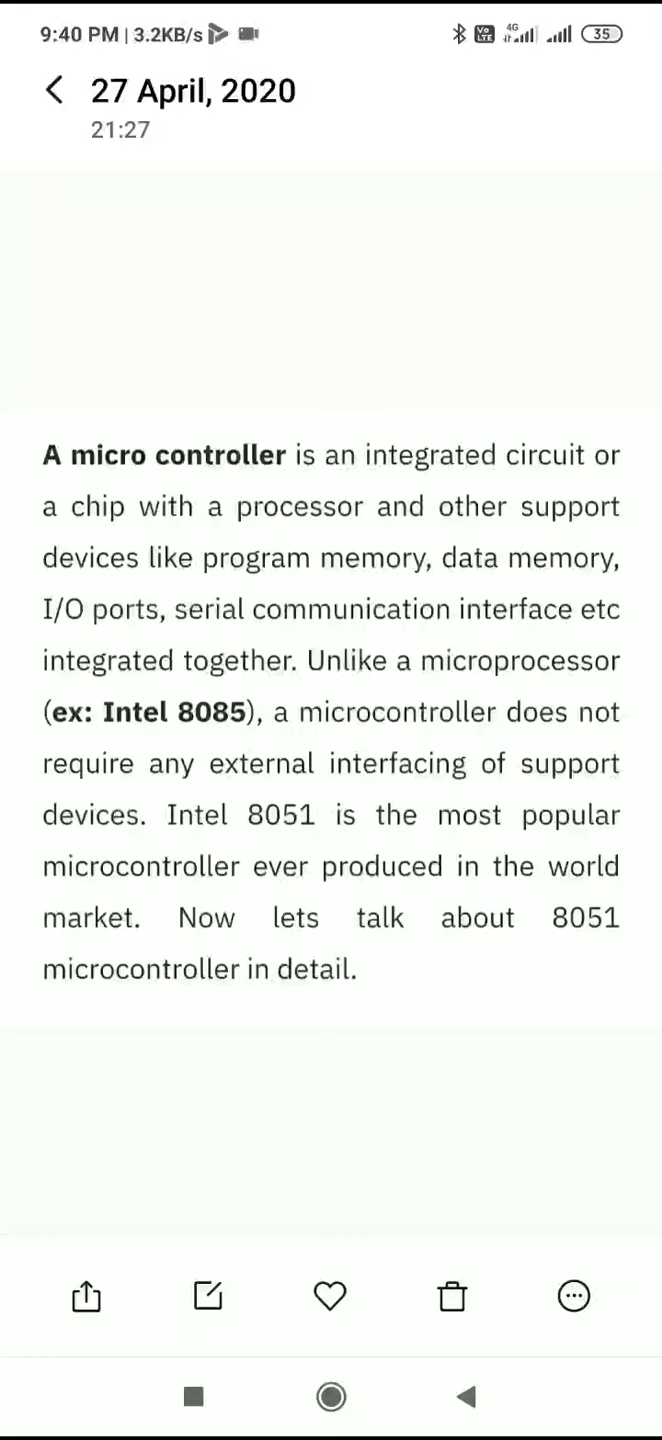 9:40 PM | 3.2KB/s Vo LTE 4G 35
27 April, 2020
21:27
A micro controller is an integrated circuit or
a chip with a processor and other support
devices like program memory, data memory,
I/O ports, serial communication interface etc
integrated together. Unlike a microprocessor
(ex: Intel 8085), a microcontroller does not
require any external interfacing of support
devices. Intel 8051 is the most popular
microcontroller ever produced in the world
market. Now lets talk about 8051
microcontroller in detail.